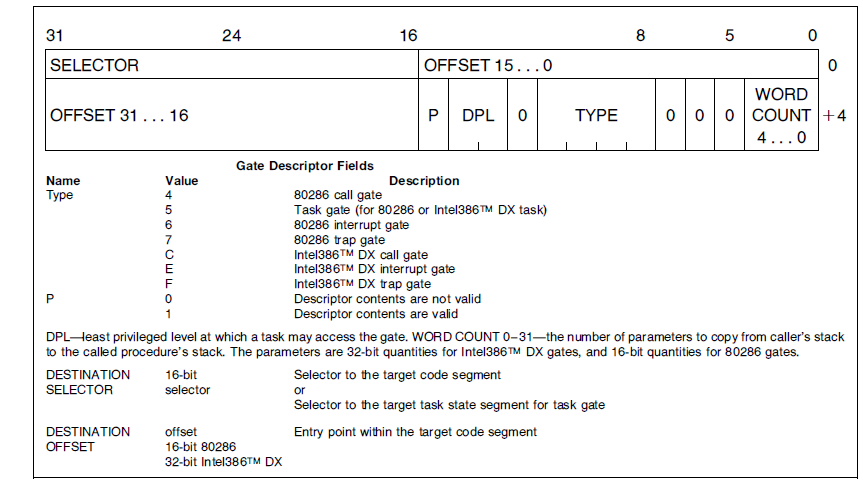 31 24 16 8 5 0
SELECTOR OFFSET 15 . . . 0 0
OFFSET 31 . . . 16 P DPL 0 TYPE 0 0 0 WORD COUNT 4 . . . 0 +4
Gate Descriptor Fields
Name Value Description
Type 4 80286 call gate
5 Task gate (for 80286 or Intel386™ DX task)
6 80286 interrupt gate
7 80286 trap gate
C Intel386™ DX call gate
E Intel386™ DX interrupt gate
F Intel386™ DX trap gate
P 0 Descriptor contents are not valid
1 Descriptor contents are valid
DPL—least privileged level at which a task may access the gate. WORD COUNT 0–31—the number of parameters to copy from caller's stack
to the called procedure's stack. The parameters are 32-bit quantities for Intel386™ DX gates, and 16-bit quantities for 80286 gates.
DESTINATION 16-bit Selector to the target code segment
SELECTOR selector or
Selector to the target task state segment for task gate
DESTINATION offset Entry point within the target code segment
OFFSET 16-bit 80286
32-bit Intel386™ DX